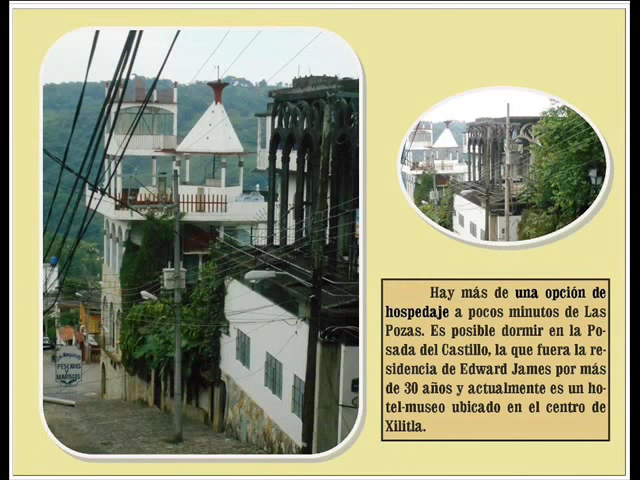 Hay más de una opción de
hospedaje a pocos minutos de Las
Pozas. Es posible dormir en la Po-
sada del Castillo, la que fuera la re-
sidencia de Edward James por más
de 30 años y actualmente es un ho-
tel-museo ubicado en el centro de
Xilitla.
PESCADOS
MARISCOS